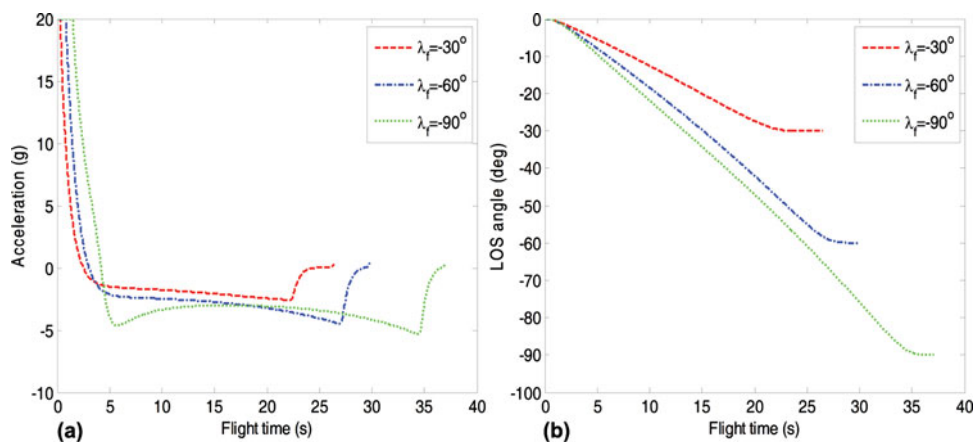 20
15
10
5
0
-5
-10
Acceleration (g)
λf=-30°
λf=-60°
λf=-90°
0 5 10 15 20 25 30 35 40
(a) Flight time (s)
0
-10
-20
-30
-40
-50
-60
-70
-80
-90
-100
LOS angle (deg)
λf=-30°
λf=-60°
λf=-90°
0 5 10 15 20 25 30 35 40
(b) Flight time (s)